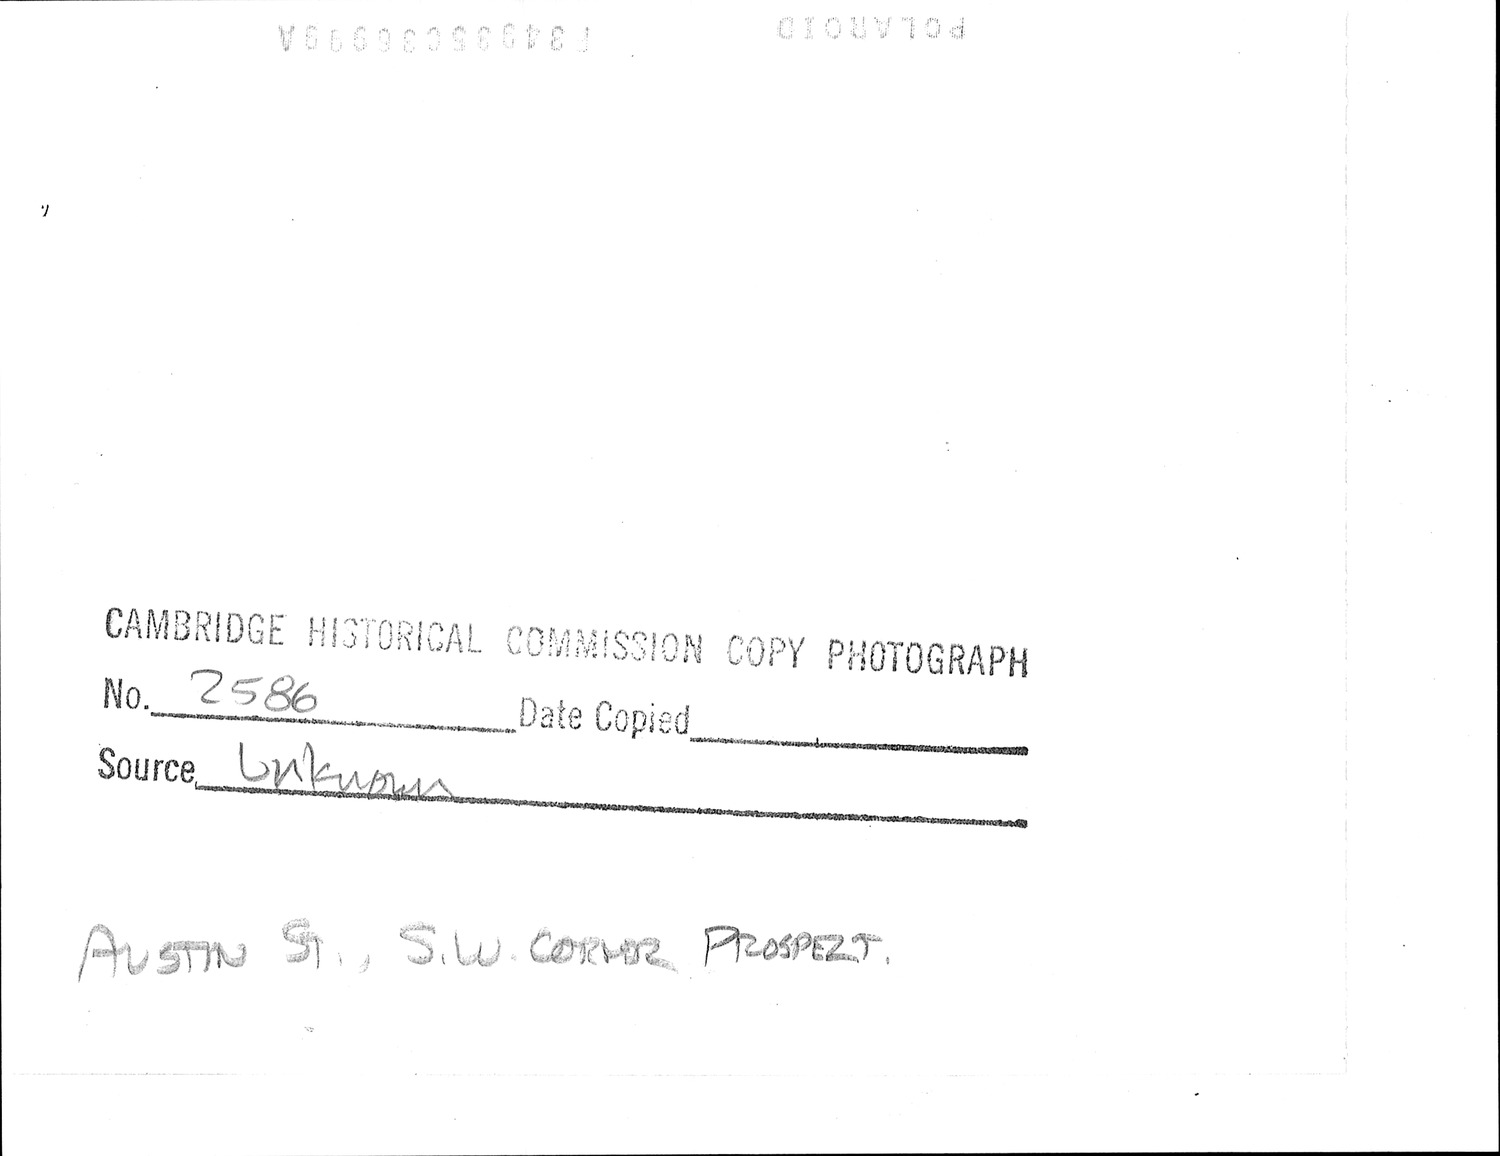 POLAROID
CAMBRIDGE HISTORICAL COMMISSION COPY PHOTOGRAPH
No. 2586 Date Copied
Source Unknown
AUSTIN ST., S.W. CORNER PROSPECT.